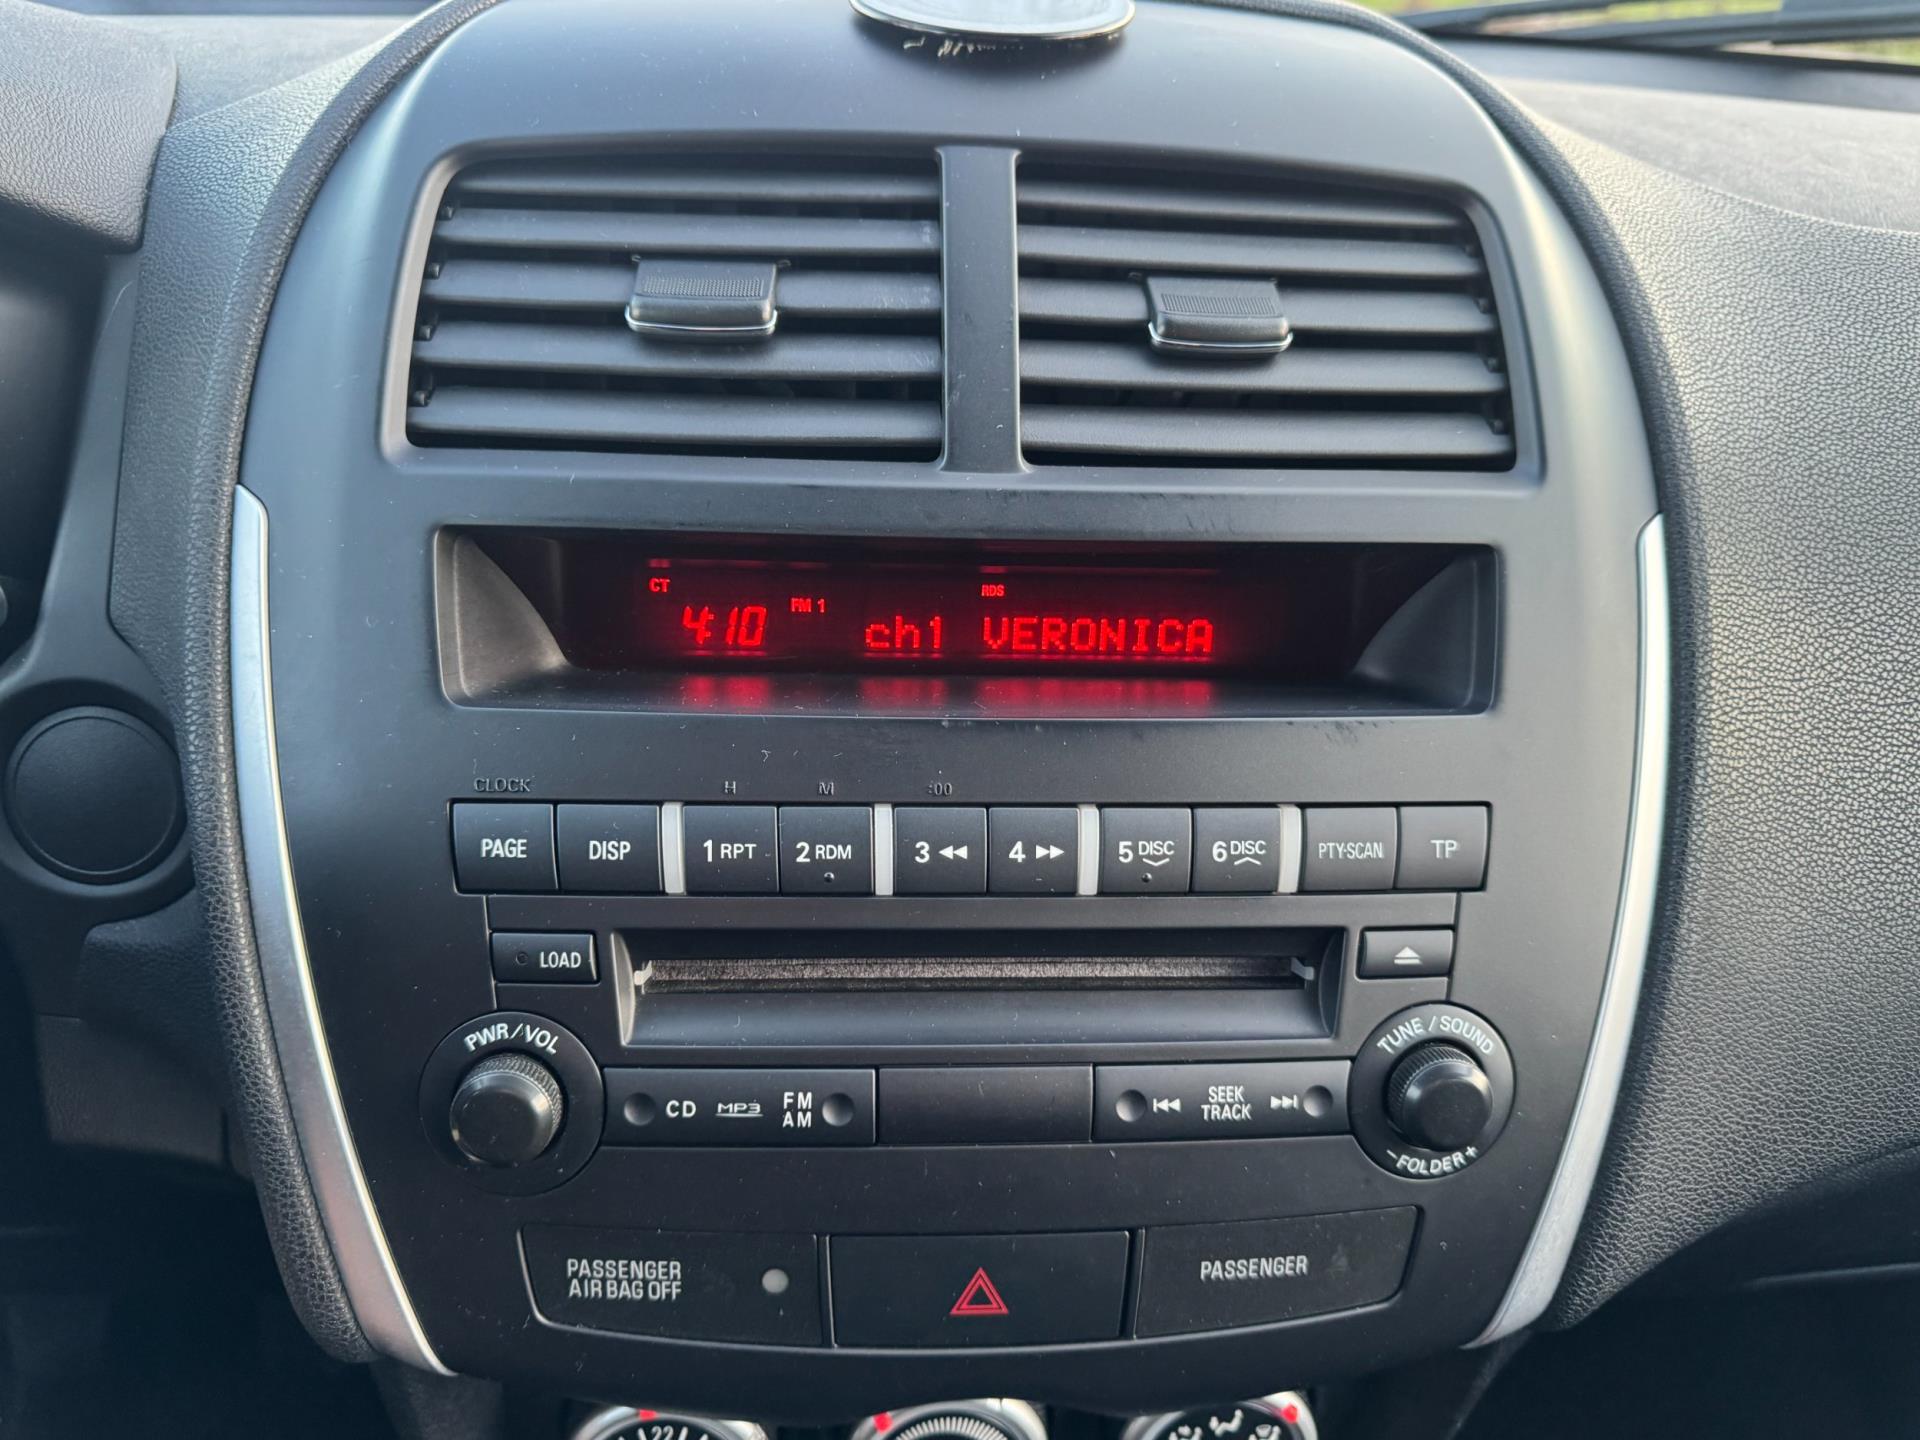 CT
RDS
4:10 FM 1 ch1 VERONICA
CLOCK H M :00
PAGE DISP 1 RPT 2 RDM 3 4 5 DISC 6 DISC PTY·SCAN TP
LOAD
PWR/VOL
TUNE / SOUND
CD MP3 FM
AM
SEEK
TRACK
-FOLDER+
PASSENGER
AIR BAG OFF
PASSENGER
22